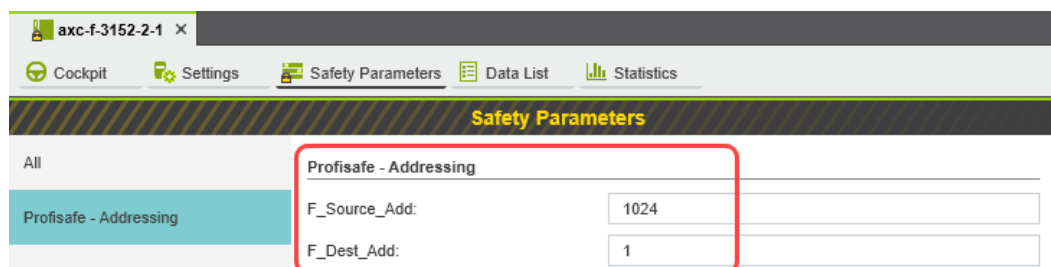 axc-f-3152-2-1 ×
Cockpit Settings Safety Parameters Data List Statistics
Safety Parameters
All
Profisafe - Addressing
Profisafe - Addressing
F_Source_Add: 1024
F_Dest_Add: 1